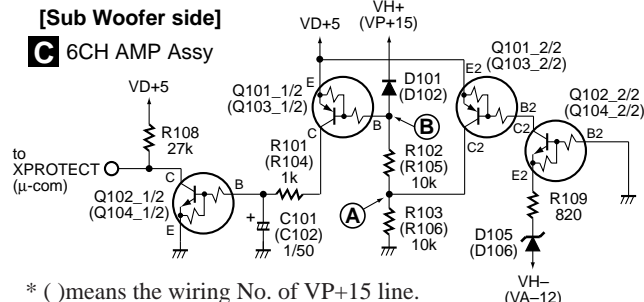 [Sub Woofer side]
C 6CH AMP Assy
VD+5
VH+
(VP+15)
VD+5
Q101_1/2
(Q103_1/2)
D101
(D102)
Q101_2/2
(Q103_2/2)
Q102_2/2
(Q104_2/2)
E
E2
B
B
C
B2
C2
C2
B2
E2
R108
27k
R101
(R104)
1k
R102
(R105)
10k
to
XPROTECT
(μ-com)
C
B
E
Q102_1/2
(Q104_1/2)
+
C101
(C102)
1/50
A
R103
(R106)
10k
R109
820
D105
(D106)
VH–
(VA–12)
* ( )means the wiring No. of VP+15 line.